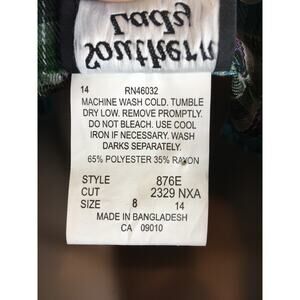 Southern
Lady
14 RN46032
MACHINE WASH COLD. TUMBLE
DRY LOW. REMOVE PROMPTLY.
DO NOT BLEACH. USE COOL
IRON IF NECESSARY. WASH
DARKS SEPARATELY.
65% POLYESTER 35% RAYON
STYLE 876E
CUT 2329 NXA
SIZE 8 14
MADE IN BANGLADESH
CA 09010